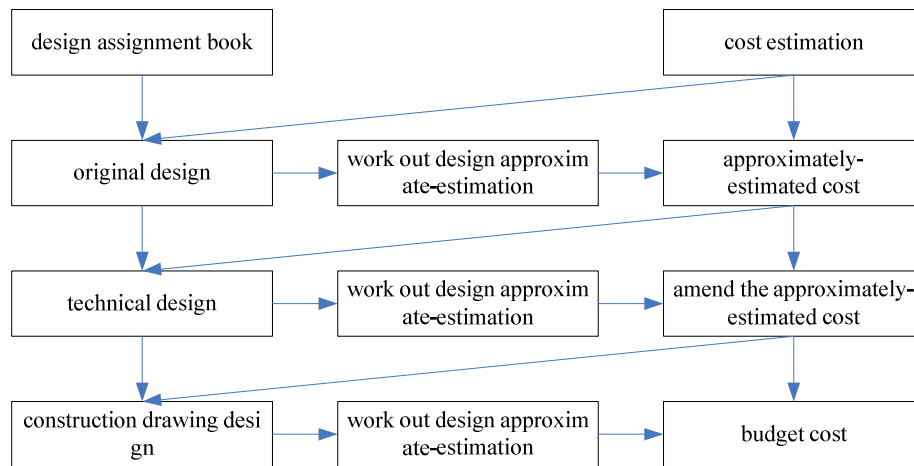 design assignment book
cost estimation
original design
work out design approxim
ate-estimation
approximately-
estimated cost
technical design
work out design approxim
ate-estimation
amend the approximately-
estimated cost
construction drawing desi
gn
work out design approxim
ate-estimation
budget cost